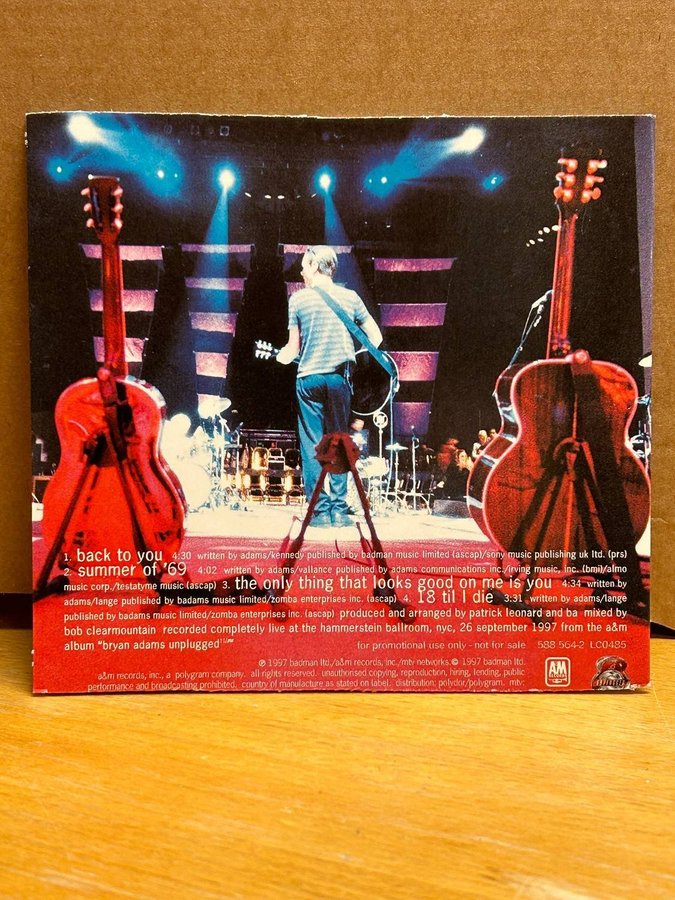 1. back to you 4:30 written by adams/kennedy published by badman music limited (ascap)/sony music publishing uk ltd. (prs)
2. summer of '69 4:02 written by adams/vallance published by adams communications inc./irving music, inc. (bmi)/almo
music corp./testatyme music (ascap) 3. the only thing that looks good on me is you 4:34 written by
adams/lange published by badams music limited/zomba enterprises inc. (ascap) 4. 18 til I die 3:31 written by adams/lange
published by badams music limited/zomba enterprises inc. (ascap) produced and arranged by patrick leonard and ba mixed by
bob clearmountain recorded completely live at the hammerstein ballroom, nyc, 26 september 1997 from the a&m
album "bryan adams unplugged"
for promotional use only - not for sale 588 564-2 LC0485
℗ 1997 badman ltd./a&m records, inc./mtv networks. © 1997 badman ltd.
a&m records, inc., a polygram company. all rights reserved. unauthorised copying, reproduction, hiring, lending, public
performance and broadcasting prohibited. country of manufacture as stated on label. distribution: polydor/polygram. mtv:
AM